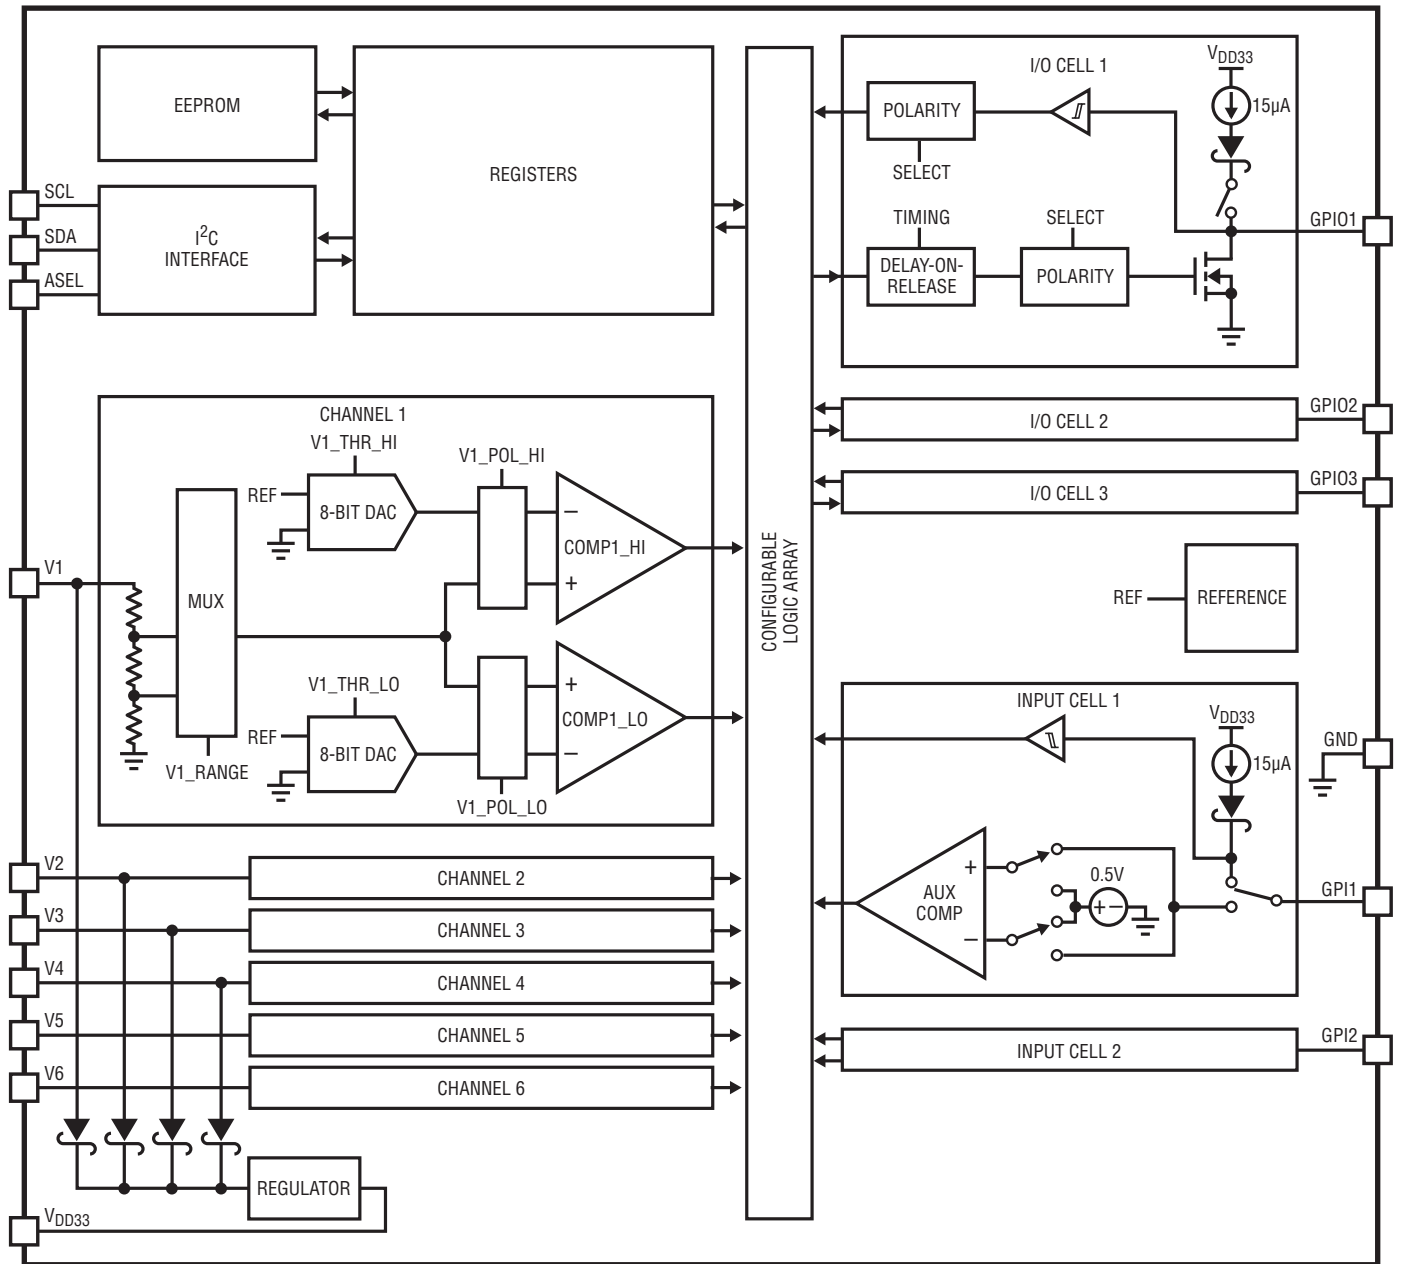 EEPROM
REGISTERS
SCL
SDA
ASEL
I2C
INTERFACE
I/O CELL 1
VDD33
15µA
POLARITY
SELECT
TIMING
SELECT
DELAY-ON-
RELEASE
POLARITY
GPIO1
CONFIGURABLE
LOGIC ARRAY
I/O CELL 2
GPIO2
I/O CELL 3
GPIO3
CHANNEL 1
V1_THR_HI
REF
8-BIT DAC
V1_POL_HI
−
COMP1_HI
+
V1
MUX
V1_THR_LO
REF
8-BIT DAC
V1_RANGE
+
COMP1_LO
−
V1_POL_LO
REF
REFERENCE
INPUT CELL 1
VDD33
15µA
GND
+
AUX
COMP
−
0.5V
+ −
GPI1
V2
CHANNEL 2
V3
CHANNEL 3
V4
CHANNEL 4
V5
CHANNEL 5
V6
CHANNEL 6
INPUT CELL 2
GPI2
REGULATOR
VDD33